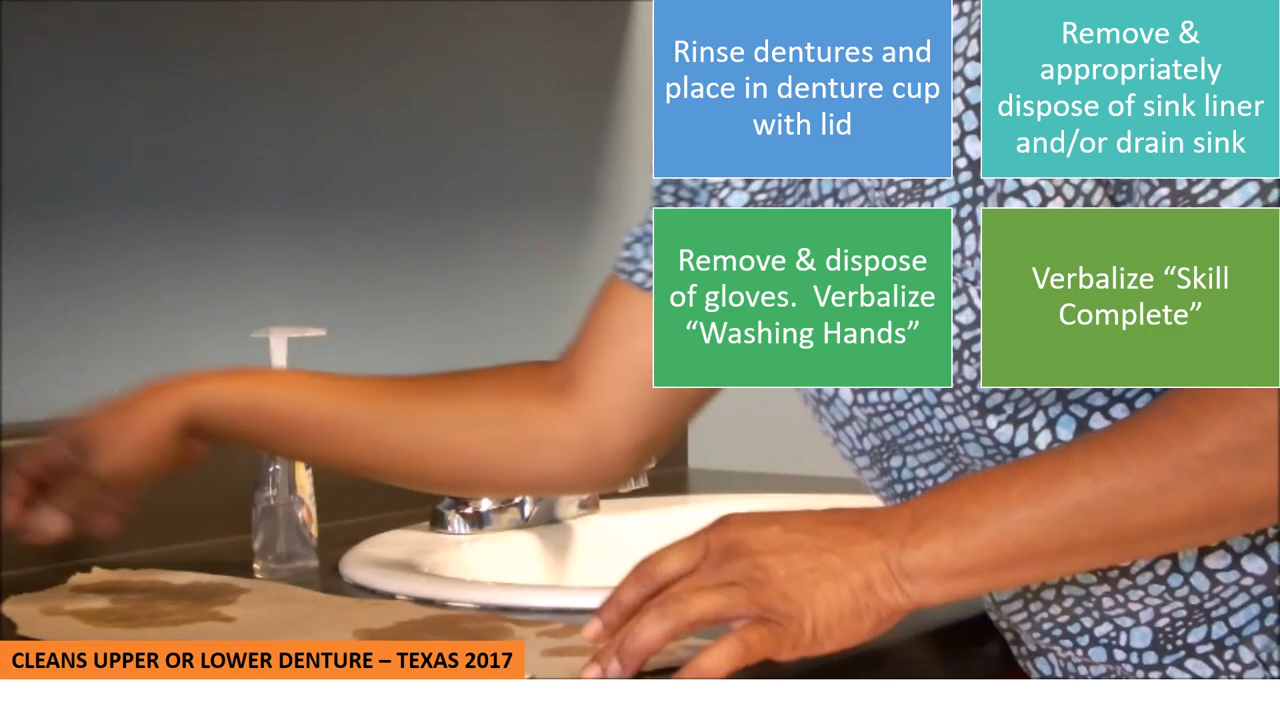 Rinse dentures and
place in denture cup
with lid
Remove &
appropriately
dispose of sink liner
and/or drain sink
Remove & dispose
of gloves.  Verbalize
“Washing Hands”
Verbalize “Skill
Complete”
CLEANS UPPER OR LOWER DENTURE – TEXAS 2017